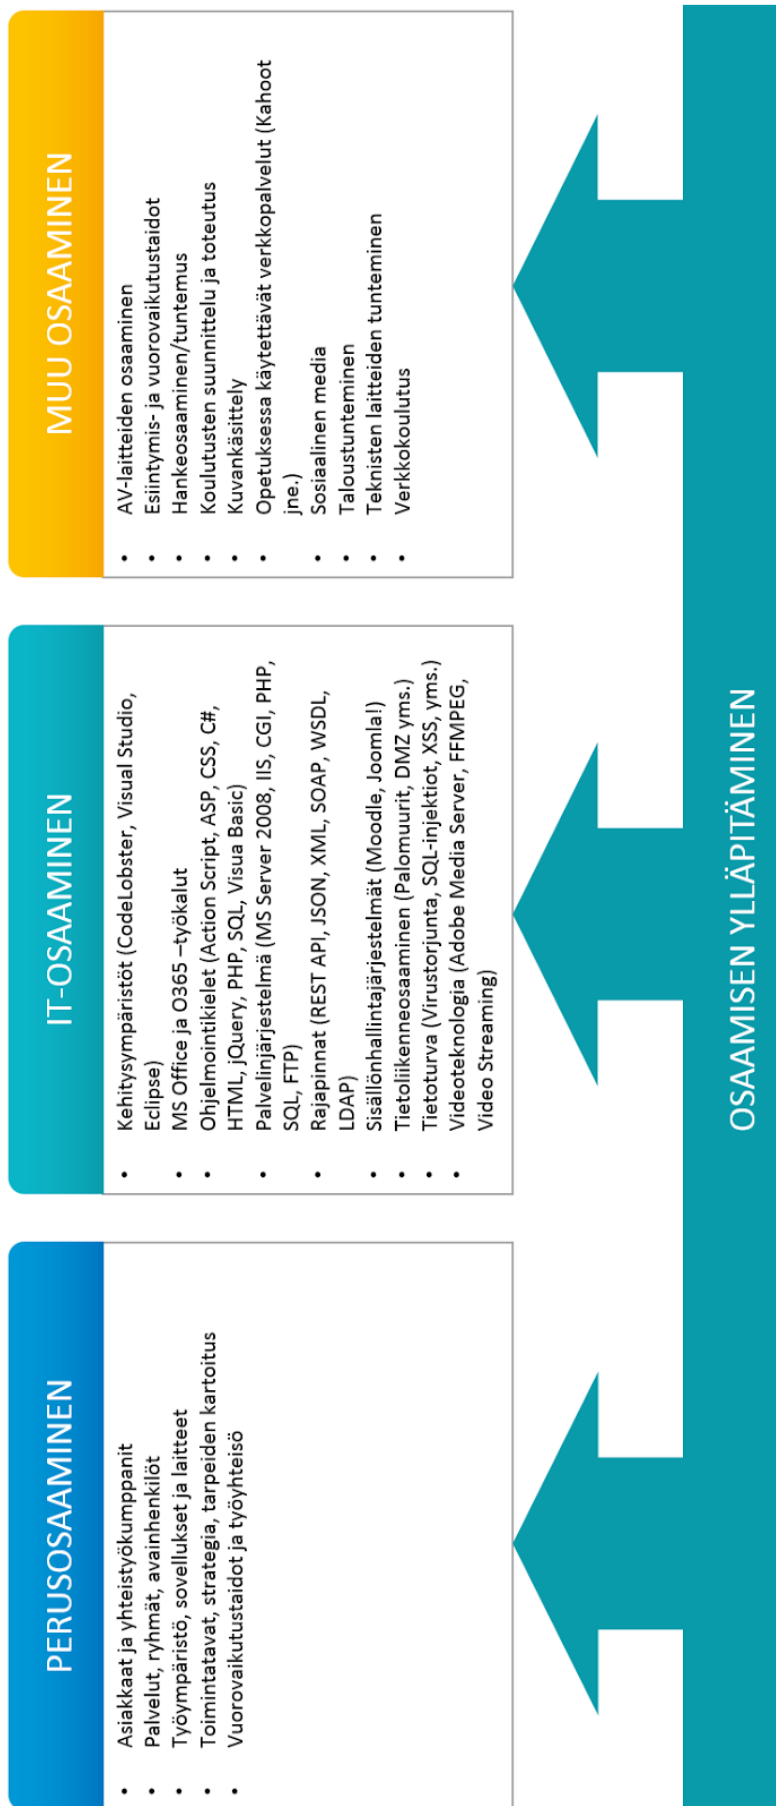 PERUSOSAAMINEN
• Asiakkaat ja yhteistyökumppanit
• Palvelut, ryhmät, avainhenkilöt
• Työympäristö, sovellukset ja laitteet
• Toimintatavat, strategia, tarpeiden kartoitus
• Vuorovaikutustaidot ja työyhteisö
IT-OSAAMINEN
• Kehitysympäristöt (CodeLobster, Visual Studio,
Eclipse)
• MS Office ja O365 –työkalut
• Ohjelmointikielet (Action Script, ASP, CSS, C#,
HTML, jQuery, PHP, SQL, Visua Basic)
• Palvelinjärjestelmä (MS Server 2008, IIS, CGI, PHP,
SQL, FTP)
• Rajapinnat (REST API, JSON, XML, SOAP, WSDL,
LDAP)
• Sisällönhallintajärjestelmät (Moodle, Joomla!)
• Tietoliikenneosaaminen (Palomuurit, DMZ yms.)
• Tietoturva (Virustorjunta, SQL-injektiot, XSS, yms.)
• Videoteknologia (Adobe Media Server, FFMPEG,
Video Streaming)
MUU OSAAMINEN
• AV-laitteiden osaaminen
• Esiintymis- ja vuorovaikutustaidot
• Hankeosaaminen/tuntemus
• Koulutusten suunnittelu ja toteutus
• Kuvankäsittely
• Opetuksessa käytettävät verkkopalvelut (Kahoot
jne.)
• Sosiaalinen media
• Taloustunteminen
• Teknisten laitteiden tunteminen
• Verkkokoulutus
OSAAMISEN YLLÄPITÄMINEN